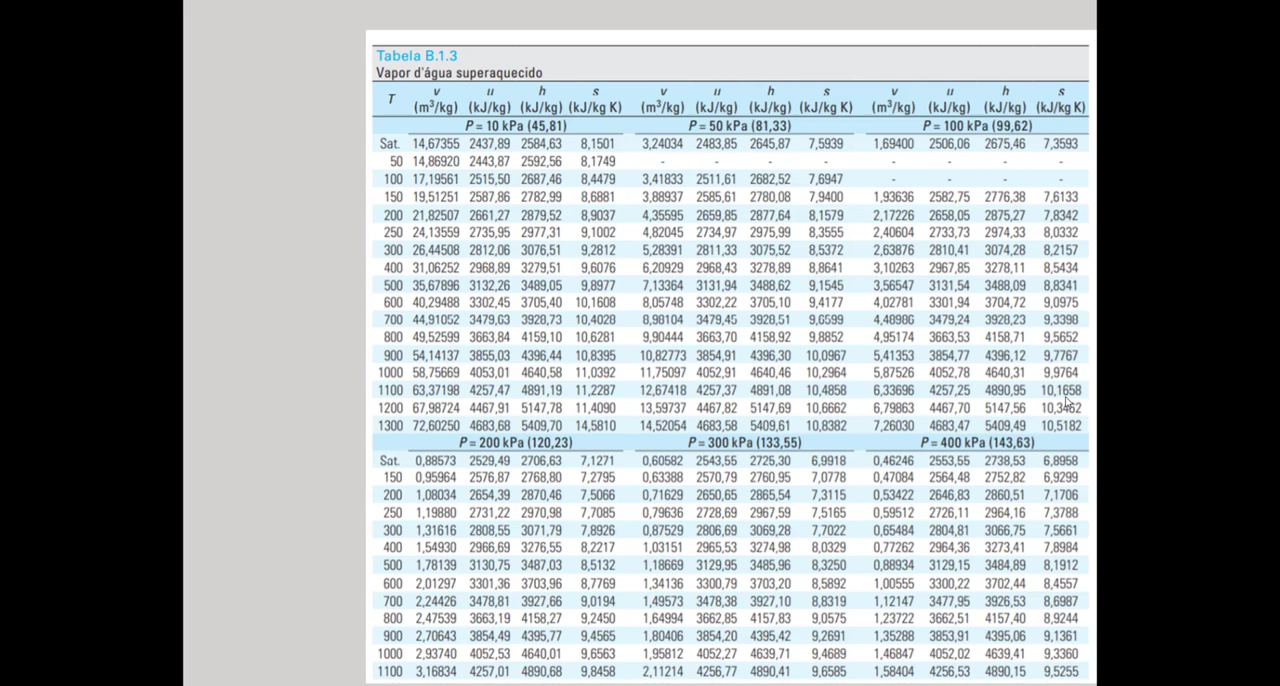 Tabela B.1.3
Vapor d'água superaquecido
T v u h s v u h s v u h s
(m³/kg) (kJ/kg) (kJ/kg) (kJ/kg K) (m³/kg) (kJ/kg) (kJ/kg) (kJ/kg K) (m³/kg) (kJ/kg) (kJ/kg) (kJ/kg K)
P = 10 kPa (45,81) P = 50 kPa (81,33) P = 100 kPa (99,62)
Sat. 14,67355 2437,89 2584,63 8,1501 3,24034 2483,85 2645,87 7,5939 1,69400 2506,06 2675,46 7,3593
50 14,86920 2443,87 2592,56 8,1749 - - - - - - - -
100 17,19561 2515,50 2687,46 8,4479 3,41833 2511,61 2682,52 7,6947 - - - -
150 19,51251 2587,86 2782,99 8,6881 3,88937 2585,61 2780,08 7,9400 1,93636 2582,75 2776,38 7,6133
200 21,82507 2661,27 2879,52 8,9037 4,35595 2659,85 2877,64 8,1579 2,17226 2658,05 2875,27 7,8342
250 24,13559 2735,95 2977,31 9,1002 4,82045 2734,97 2975,99 8,3555 2,40604 2733,73 2974,33 8,0332
300 26,44508 2812,06 3076,51 9,2812 5,28391 2811,33 3075,52 8,5372 2,63876 2810,41 3074,28 8,2157
400 31,06252 2968,89 3279,51 9,6076 6,20929 2968,43 3278,89 8,8641 3,10263 2967,85 3278,11 8,5434
500 35,67896 3132,26 3489,05 9,8977 7,13364 3131,94 3488,62 9,1545 3,56547 3131,54 3488,09 8,8341
600 40,29488 3302,45 3705,40 10,1608 8,05748 3302,22 3705,10 9,4177 4,02781 3301,94 3704,72 9,0975
700 44,91052 3479,63 3928,73 10,4028 8,98104 3479,45 3928,51 9,6599 4,48986 3479,24 3928,23 9,3398
800 49,52599 3663,84 4159,10 10,6281 9,90444 3663,70 4158,92 9,8852 4,95174 3663,53 4158,71 9,5652
900 54,14137 3855,03 4396,44 10,8395 10,82773 3854,91 4396,30 10,0967 5,41353 3854,77 4396,12 9,7767
1000 58,75669 4053,01 4640,58 11,0392 11,75097 4052,91 4640,46 10,2964 5,87526 4052,78 4640,31 9,9764
1100 63,37198 4257,47 4891,19 11,2287 12,67418 4257,37 4891,08 10,4858 6,33696 4257,25 4890,95 10,1658
1200 67,98724 4467,91 5147,78 11,4090 13,59737 4467,82 5147,69 10,6662 6,79863 4467,70 5147,56 10,3462
1300 72,60250 4683,68 5409,70 14,5810 14,52054 4683,58 5409,61 10,8382 7,26030 4683,47 5409,49 10,5182
P = 200 kPa (120,23) P = 300 kPa (133,55) P = 400 kPa (143,63)
Sat. 0,88573 2529,49 2706,63 7,1271 0,60582 2543,55 2725,30 6,9918 0,46246 2553,55 2738,53 6,8958
150 0,95964 2576,87 2768,80 7,2795 0,63388 2570,79 2760,95 7,0778 0,47084 2564,48 2752,82 6,9299
200 1,08034 2654,39 2870,46 7,5066 0,71629 2650,65 2865,54 7,3115 0,53422 2646,83 2860,51 7,1706
250 1,19880 2731,22 2970,98 7,7085 0,79636 2728,69 2967,59 7,5165 0,59512 2726,11 2964,16 7,3788
300 1,31616 2808,55 3071,79 7,8926 0,87529 2806,69 3069,28 7,7022 0,65484 2804,81 3066,75 7,5661
400 1,54930 2966,69 3276,55 8,2217 1,03151 2965,53 3274,98 8,0329 0,77262 2964,36 3273,41 7,8984
500 1,78139 3130,75 3487,03 8,5132 1,18669 3129,95 3485,96 8,3250 0,88934 3129,15 3484,89 8,1912
600 2,01297 3301,36 3703,96 8,7769 1,34136 3300,79 3703,20 8,5892 1,00555 3300,22 3702,44 8,4557
700 2,24426 3478,81 3927,66 9,0194 1,49573 3478,38 3927,10 8,8319 1,12147 3477,95 3926,53 8,6987
800 2,47539 3663,19 4158,27 9,2450 1,64994 3662,85 4157,83 9,0575 1,23722 3662,51 4157,40 8,9244
900 2,70643 3854,49 4395,77 9,4565 1,80406 3854,20 4395,42 9,2691 1,35288 3853,91 4395,06 9,1361
1000 2,93740 4052,53 4640,01 9,6563 1,95812 4052,27 4639,71 9,4689 1,46847 4052,02 4639,41 9,3360
1100 3,16834 4257,01 4890,68 9,8458 2,11214 4256,77 4890,41 9,6585 1,58404 4256,53 4890,15 9,5255